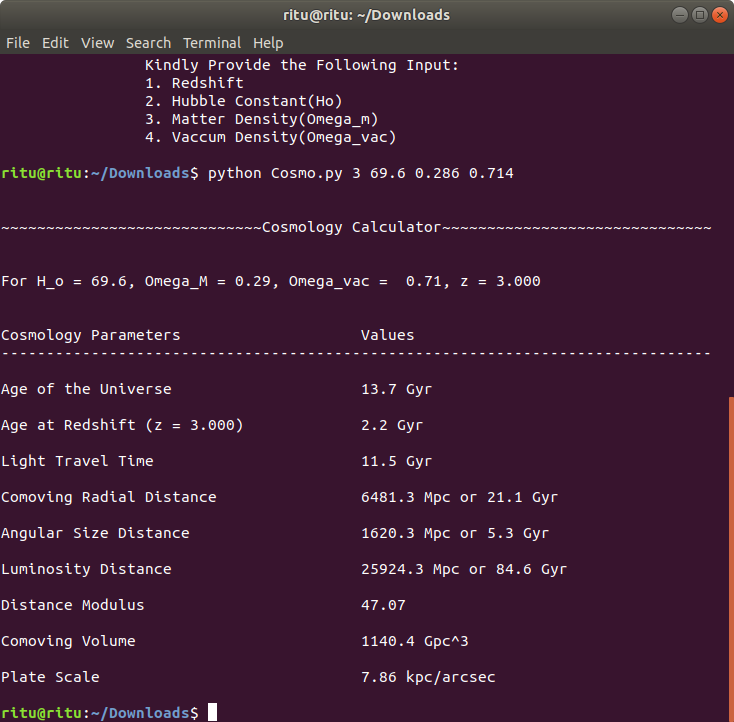 ritu@ritu: ~/Downloads
File Edit View Search Terminal Help
Kindly Provide the Following Input:
1. Redshift
2. Hubble Constant(Ho)
3. Matter Density(Omega_m)
4. Vaccum Density(Omega_vac)
ritu@ritu:~/Downloads$ python Cosmo.py 3 69.6 0.286 0.714
~~~~~~~~~~~~~~~~~~~~~~~~~~~~~Cosmology Calculator~~~~~~~~~~~~~~~~~~~~~~~~~~~~~~
For H_o = 69.6, Omega_M = 0.29, Omega_vac =  0.71, z = 3.000
Cosmology Parameters                    Values
-------------------------------------------------------------------------------
Age of the Universe                     13.7 Gyr
Age at Redshift (z = 3.000)             2.2 Gyr
Light Travel Time                       11.5 Gyr
Comoving Radial Distance                6481.3 Mpc or 21.1 Gyr
Angular Size Distance                   1620.3 Mpc or 5.3 Gyr
Luminosity Distance                     25924.3 Mpc or 84.6 Gyr
Distance Modulus                        47.07
Comoving Volume                         1140.4 Gpc^3
Plate Scale                             7.86 kpc/arcsec
ritu@ritu:~/Downloads$